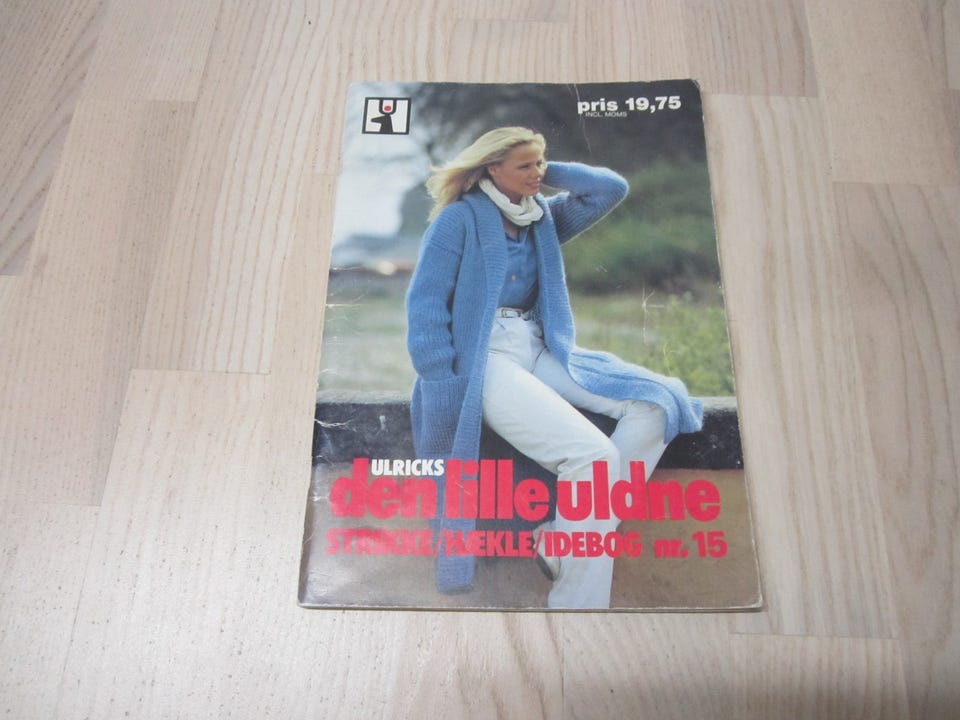 pris 19,75
INCL. MOMS
ULRICKS
den lille uldne
STRIKKE/HÆKLE/IDEBOG nr. 15